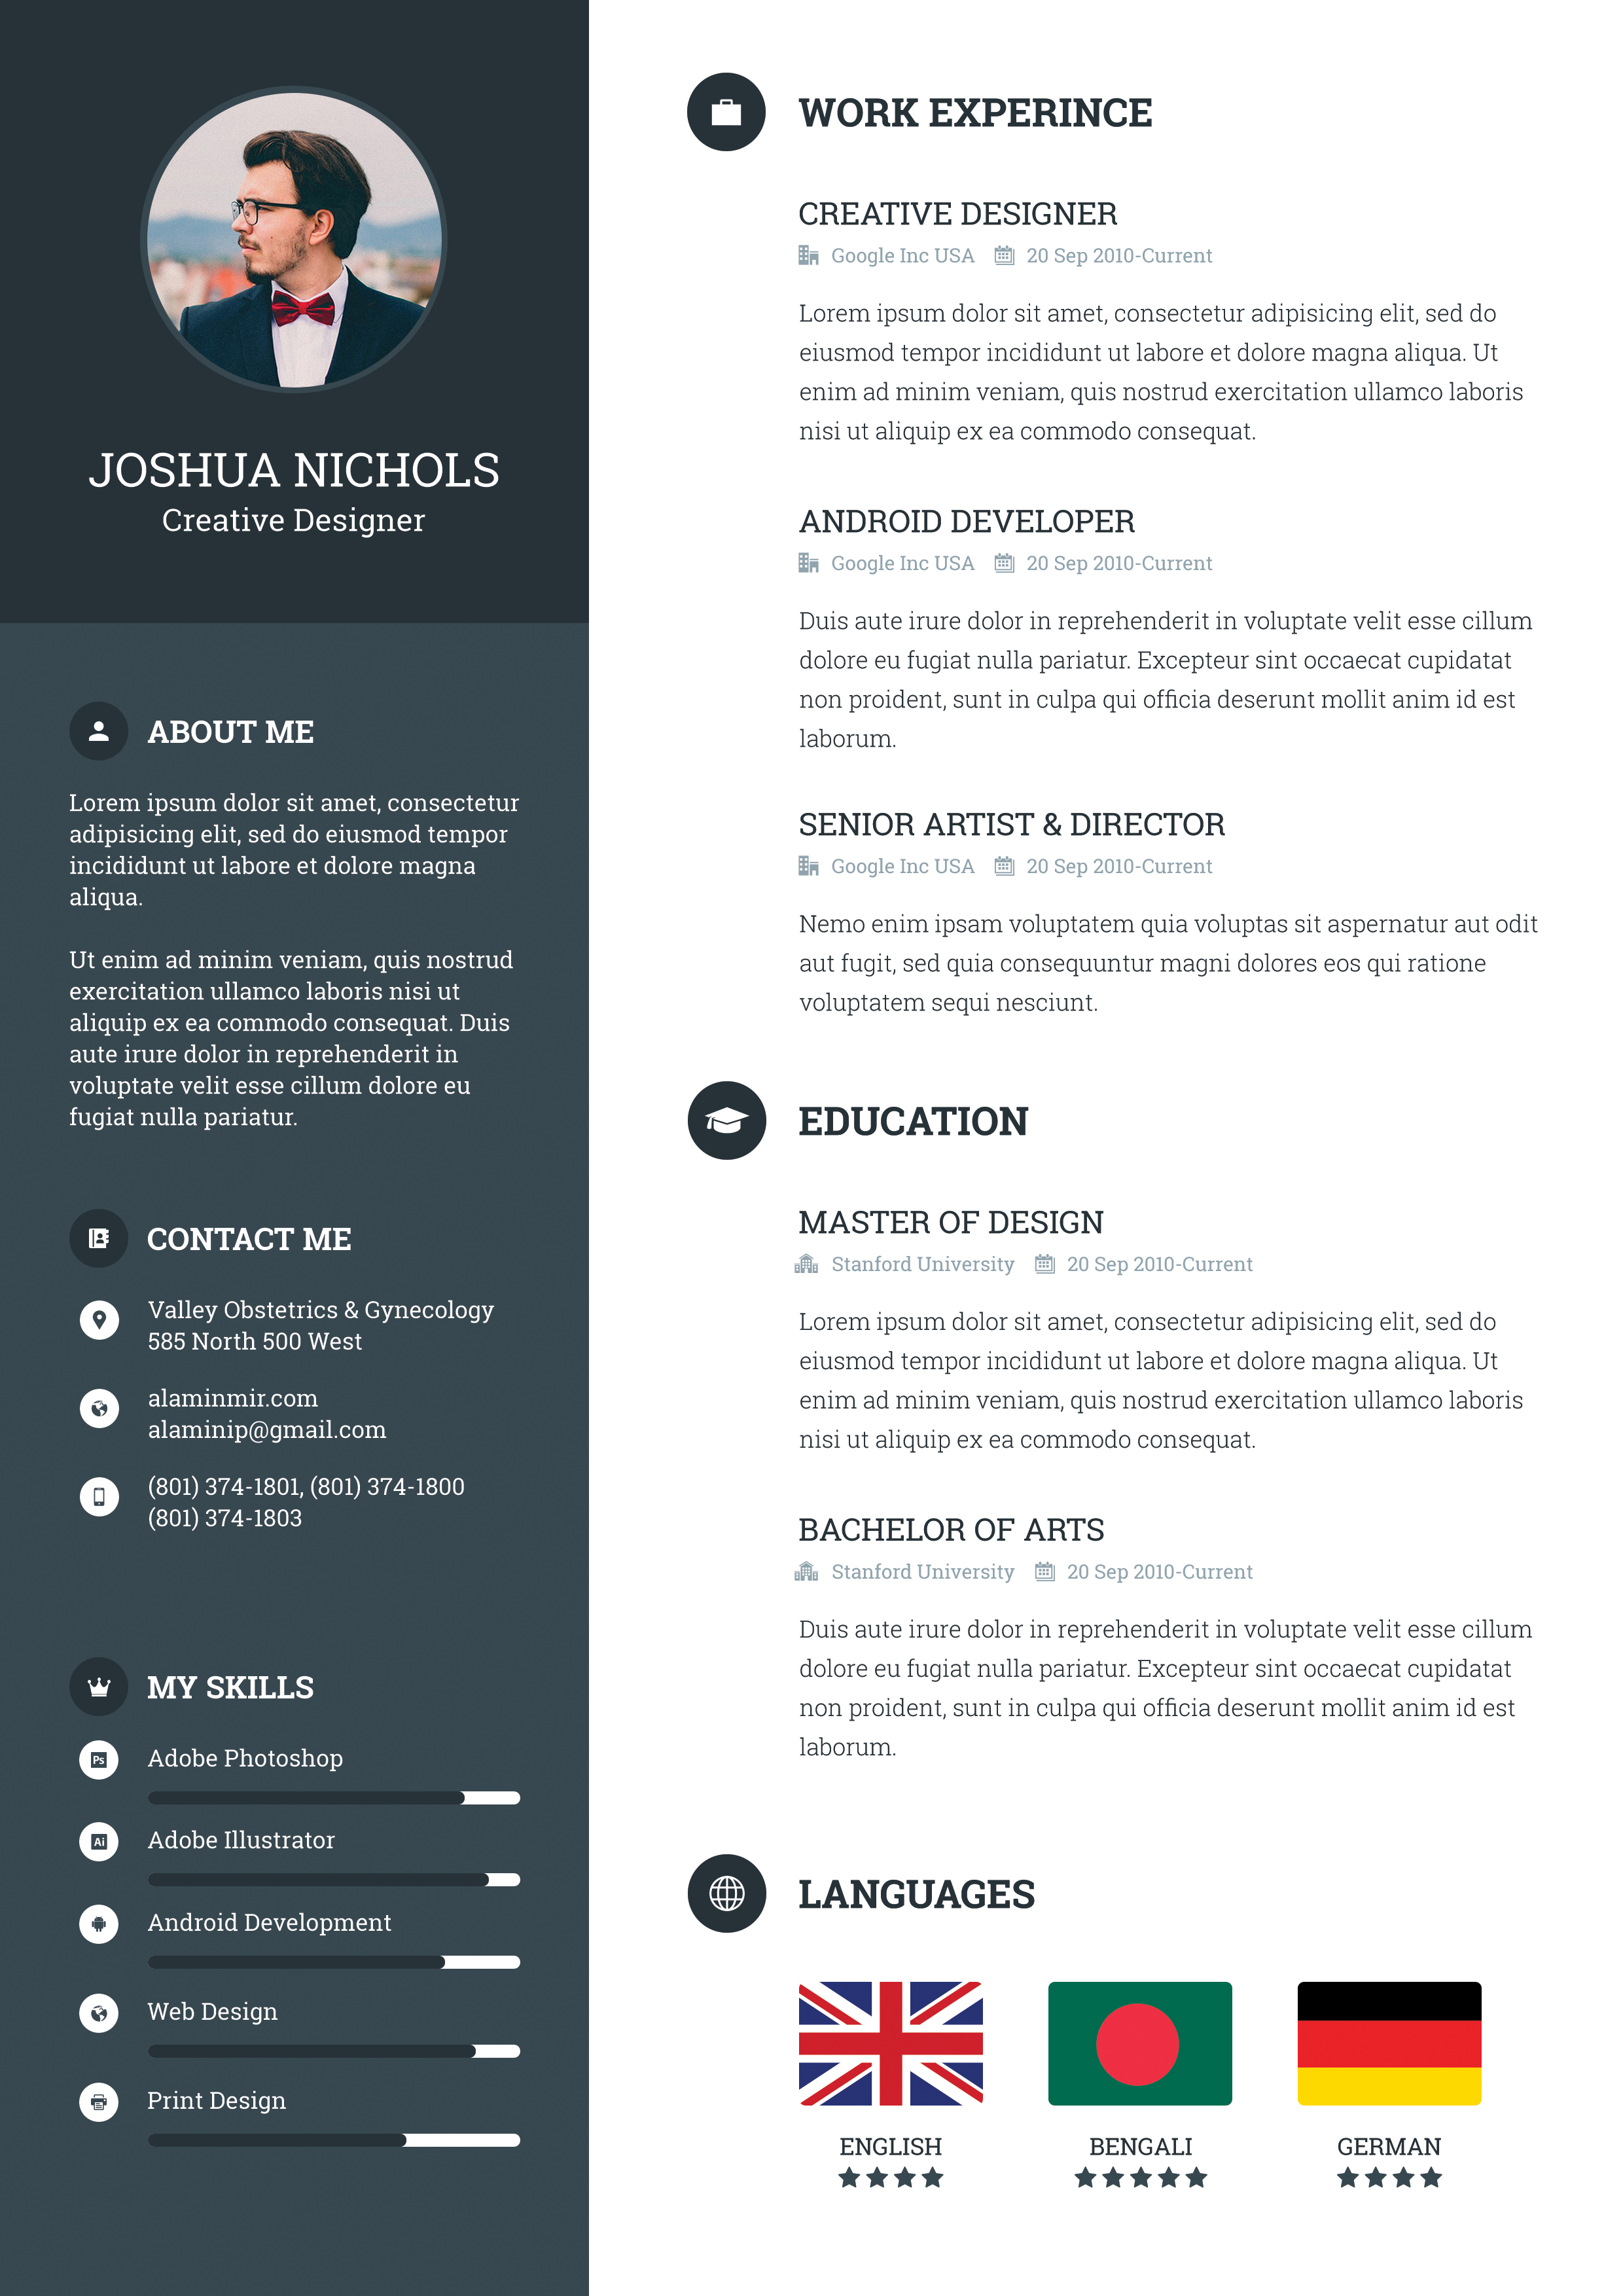 JOSHUA NICHOLS
Creative Designer
ABOUT ME
Lorem ipsum dolor sit amet, consectetur
adipisicing elit, sed do eiusmod tempor
incididunt ut labore et dolore magna
aliqua.
Ut enim ad minim veniam, quis nostrud
exercitation ullamco laboris nisi ut
aliquip ex ea commodo consequat. Duis
aute irure dolor in reprehenderit in
voluptate velit esse cillum dolore eu
fugiat nulla pariatur.
CONTACT ME
Valley Obstetrics & Gynecology
585 North 500 West
alaminmir.com
alaminip@gmail.com
(801) 374-1801, (801) 374-1800
(801) 374-1803
MY SKILLS
Ps Adobe Photoshop
Ai Adobe Illustrator
Android Development
Web Design
Print Design
WORK EXPERINCE
CREATIVE DESIGNER
Google Inc USA 20 Sep 2010-Current
Lorem ipsum dolor sit amet, consectetur adipisicing elit, sed do
eiusmod tempor incididunt ut labore et dolore magna aliqua. Ut
enim ad minim veniam, quis nostrud exercitation ullamco laboris
nisi ut aliquip ex ea commodo consequat.
ANDROID DEVELOPER
Google Inc USA 20 Sep 2010-Current
Duis aute irure dolor in reprehenderit in voluptate velit esse cillum
dolore eu fugiat nulla pariatur. Excepteur sint occaecat cupidatat
non proident, sunt in culpa qui officia deserunt mollit anim id est
laborum.
SENIOR ARTIST & DIRECTOR
Google Inc USA 20 Sep 2010-Current
Nemo enim ipsam voluptatem quia voluptas sit aspernatur aut odit
aut fugit, sed quia consequuntur magni dolores eos qui ratione
voluptatem sequi nesciunt.
EDUCATION
MASTER OF DESIGN
Stanford University 20 Sep 2010-Current
Lorem ipsum dolor sit amet, consectetur adipisicing elit, sed do
eiusmod tempor incididunt ut labore et dolore magna aliqua. Ut
enim ad minim veniam, quis nostrud exercitation ullamco laboris
nisi ut aliquip ex ea commodo consequat.
BACHELOR OF ARTS
Stanford University 20 Sep 2010-Current
Duis aute irure dolor in reprehenderit in voluptate velit esse cillum
dolore eu fugiat nulla pariatur. Excepteur sint occaecat cupidatat
non proident, sunt in culpa qui officia deserunt mollit anim id est
laborum.
LANGUAGES
ENGLISH BENGALI GERMAN